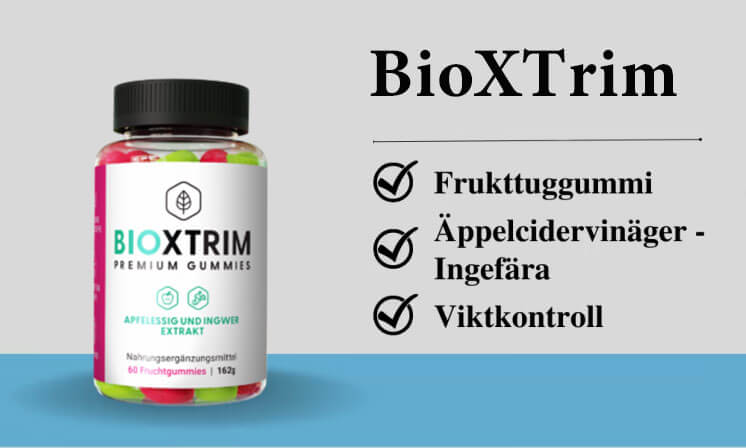 BioXTrim
Frukttuggummi
Äppelcidervinäger -
Ingefära
Viktkontroll
BIOXTRIM
PREMIUM GUMMIES
APFELESSIG UND INGWER
EXTRAKT
Nahrungsergänzungsmittel
60 Fruchtgummies | 162g